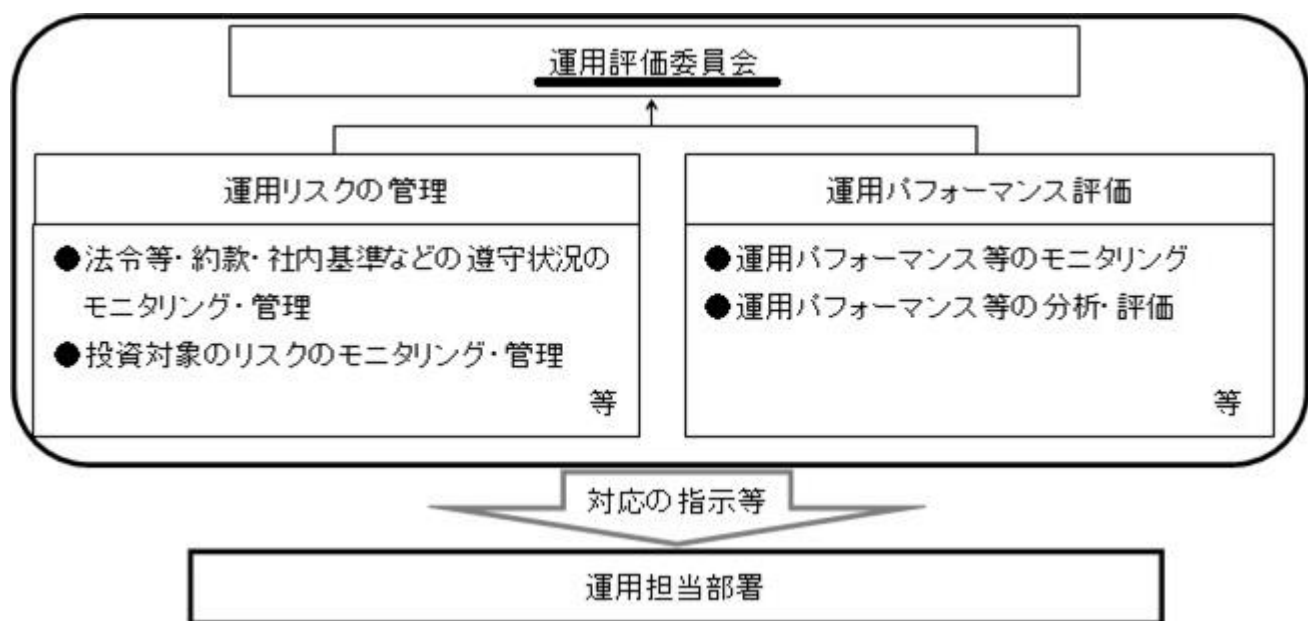 運用評価委員会
運用リスクの管理
●法令等・約款・社内基準などの遵守状況の
モニタリング・管理
●投資対象のリスクのモニタリング・管理
等
運用パフォーマンス評価
●運用パフォーマンス等のモニタリング
●運用パフォーマンス等の分析・評価
等
対応の指示等
運用担当部署